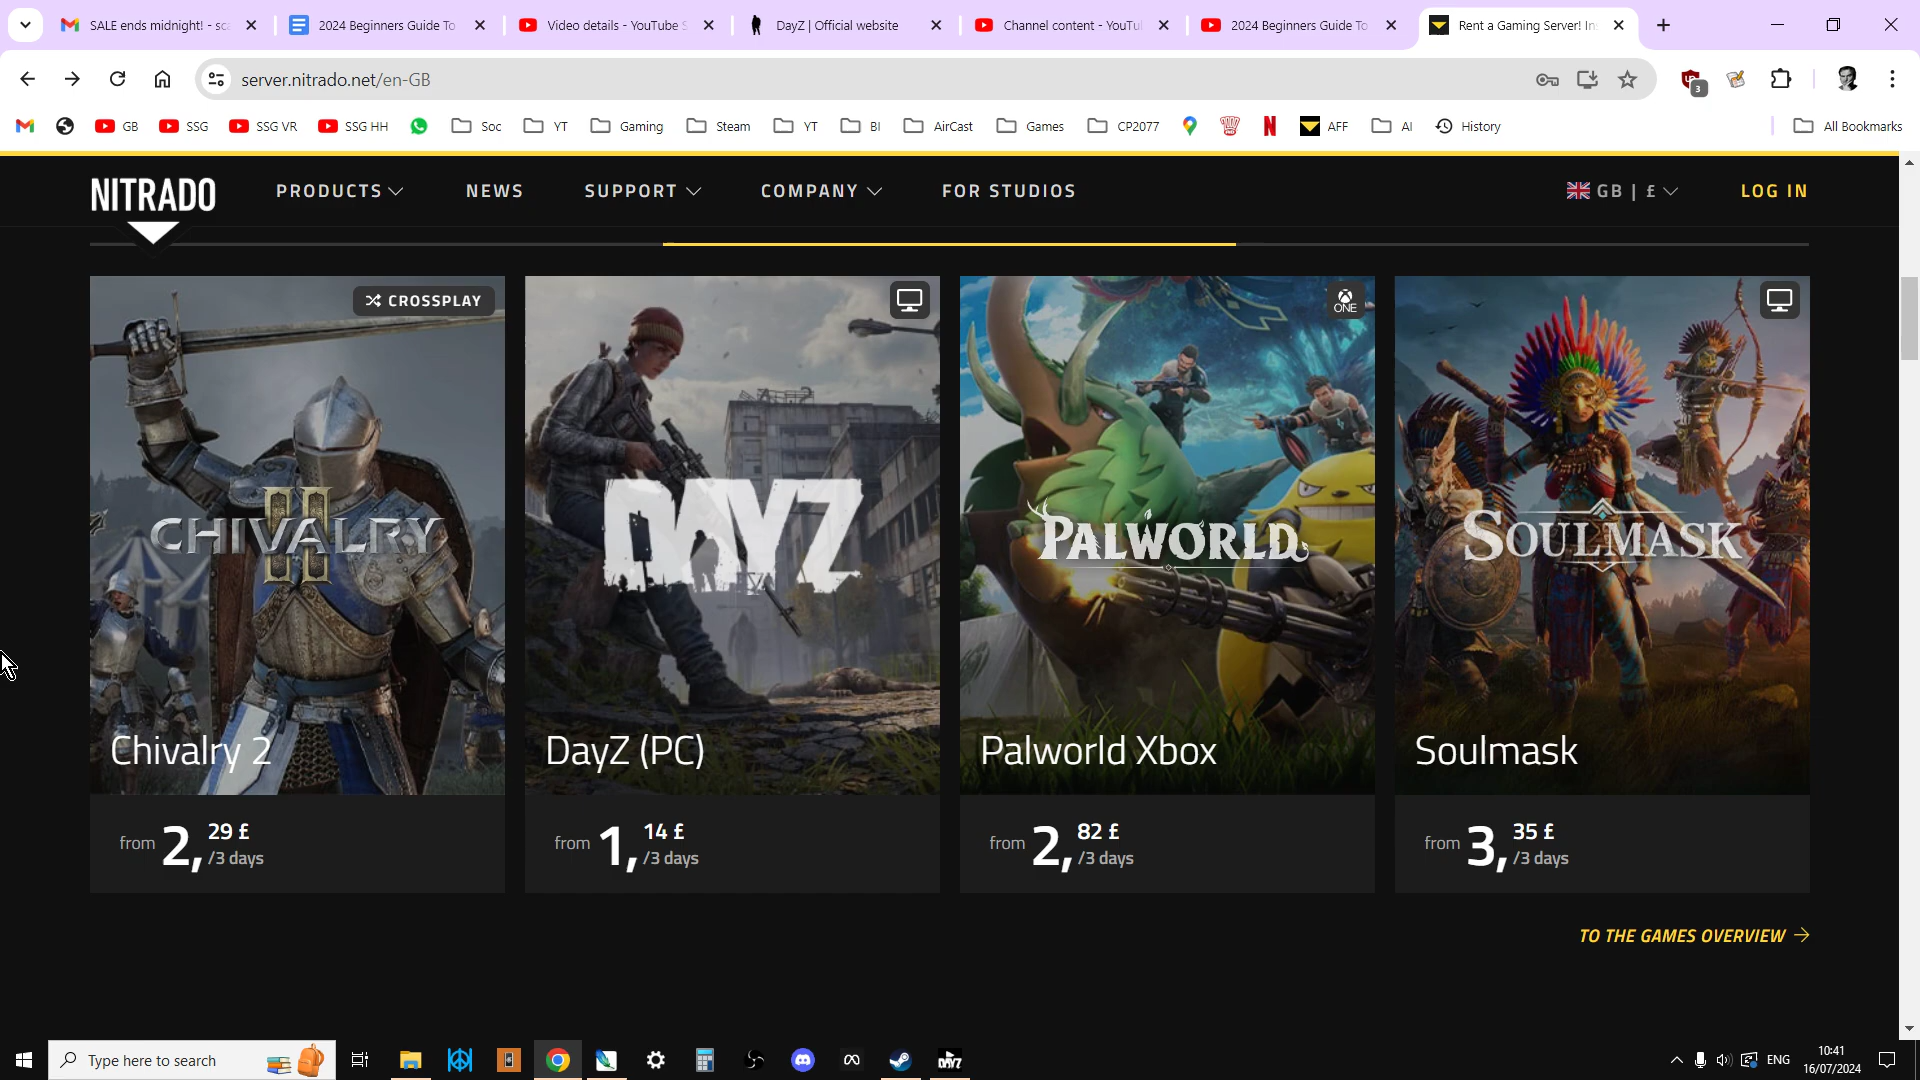 SALE ends midnight! - sca
2024 Beginners Guide To
Video details - YouTube S
DayZ | Official website
Channel content - YouTu
2024 Beginners Guide To
Rent a Gaming Server! In
server.nitrado.net/en-GB
3
GB
SSG
SSG VR
SSG HH
Soc
YT
Gaming
Steam
YT
BI
AirCast
Games
CP2077
AFF
AI
History
All Bookmarks
NITRADO
PRODUCTS
NEWS
SUPPORT
COMPANY
FOR STUDIOS
GB | £
LOG IN
CROSSPLAY
CHIVALRY
II
Chivalry 2
from 2,29 £
/3 days
DAYZ
DayZ (PC)
from 1,14 £
/3 days
ONE
PALWORLD
Palworld Xbox
from 2,82 £
/3 days
SOULMASK
Soulmask
from 3,35 £
/3 days
TO THE GAMES OVERVIEW
Type here to search
DAYZ
ENG
10:41
16/07/2024